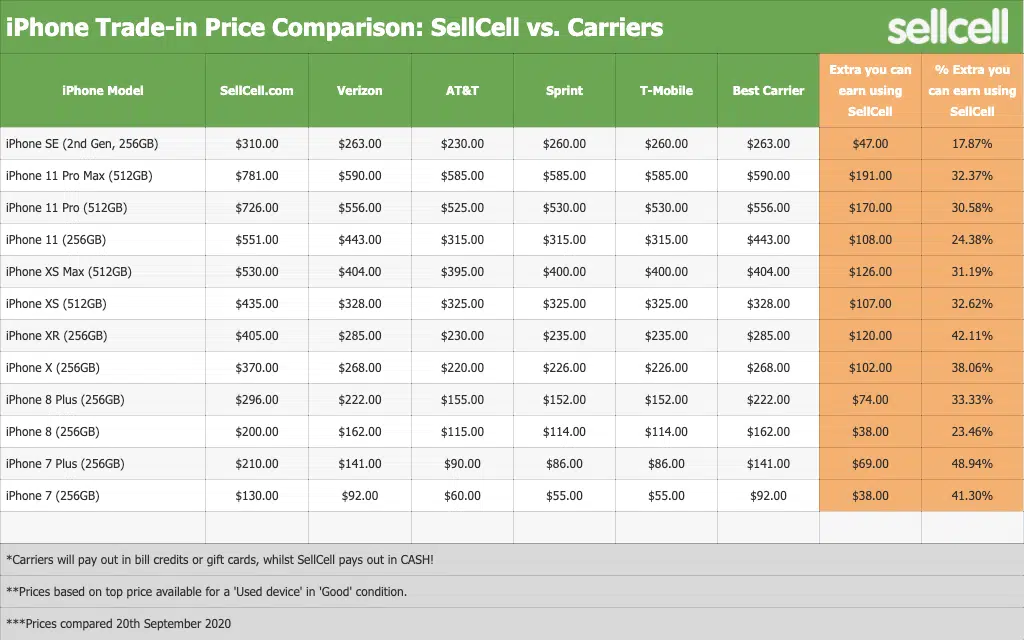 iPhone Trade-in Price Comparison: SellCell vs. Carriers
sellcell
iPhone Model SellCell.com Verizon AT&T Sprint T-Mobile Best Carrier Extra you can earn using SellCell % Extra you can earn using SellCell
iPhone SE (2nd Gen, 256GB) $310.00 $263.00 $230.00 $260.00 $260.00 $263.00 $47.00 17.87%
iPhone 11 Pro Max (512GB) $781.00 $590.00 $585.00 $585.00 $585.00 $590.00 $191.00 32.37%
iPhone 11 Pro (512GB) $726.00 $556.00 $525.00 $530.00 $530.00 $556.00 $170.00 30.58%
iPhone 11 (256GB) $551.00 $443.00 $315.00 $315.00 $315.00 $443.00 $108.00 24.38%
iPhone XS Max (512GB) $530.00 $404.00 $395.00 $400.00 $400.00 $404.00 $126.00 31.19%
iPhone XS (512GB) $435.00 $328.00 $325.00 $325.00 $325.00 $328.00 $107.00 32.62%
iPhone XR (256GB) $405.00 $285.00 $230.00 $235.00 $235.00 $285.00 $120.00 42.11%
iPhone X (256GB) $370.00 $268.00 $220.00 $226.00 $226.00 $268.00 $102.00 38.06%
iPhone 8 Plus (256GB) $296.00 $222.00 $155.00 $152.00 $152.00 $222.00 $74.00 33.33%
iPhone 8 (256GB) $200.00 $162.00 $115.00 $114.00 $114.00 $162.00 $38.00 23.46%
iPhone 7 Plus (256GB) $210.00 $141.00 $90.00 $86.00 $86.00 $141.00 $69.00 48.94%
iPhone 7 (256GB) $130.00 $92.00 $60.00 $55.00 $55.00 $92.00 $38.00 41.30%
*Carriers will pay out in bill credits or gift cards, whilst SellCell pays out in CASH!
**Prices based on top price available for a 'Used device' in 'Good' condition.
***Prices compared 20th September 2020